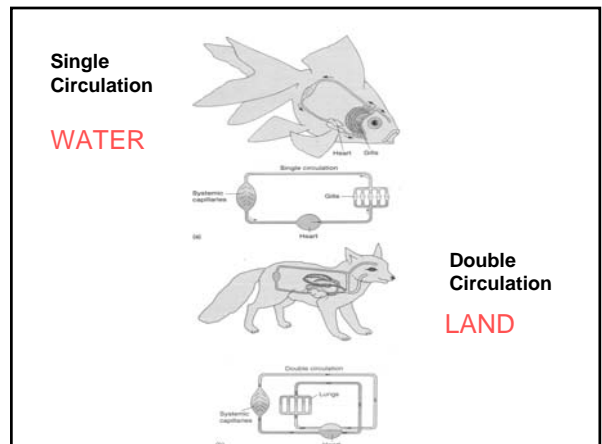 Single
Circulation
WATER
Heart
Gills
Single circulation
Systemic
capillaries
Gills
Heart
(a)
Double
Circulation
LAND
Double circulation
Lungs
Systemic
capillaries